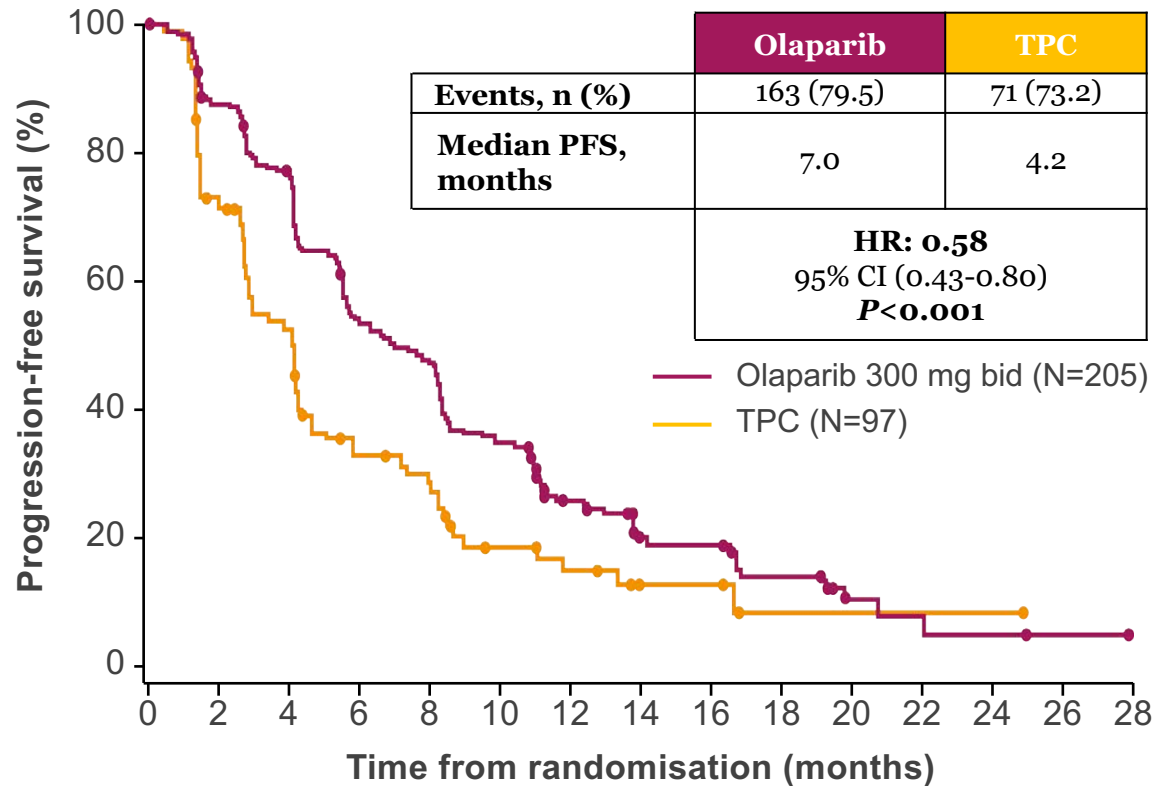 Progression-free survival (%)
100
80
60
40
20
0
Olaparib TPC
Events, n (%) 163 (79.5) 71 (73.2)
Median PFS,
months 7.0 4.2
HR: 0.58
95% CI (0.43-0.80)
P<0.001
Olaparib 300 mg bid (N=205)
TPC (N=97)
0 2 4 6 8 10 12 14 16 18 20 22 24 26 28
Time from randomisation (months)